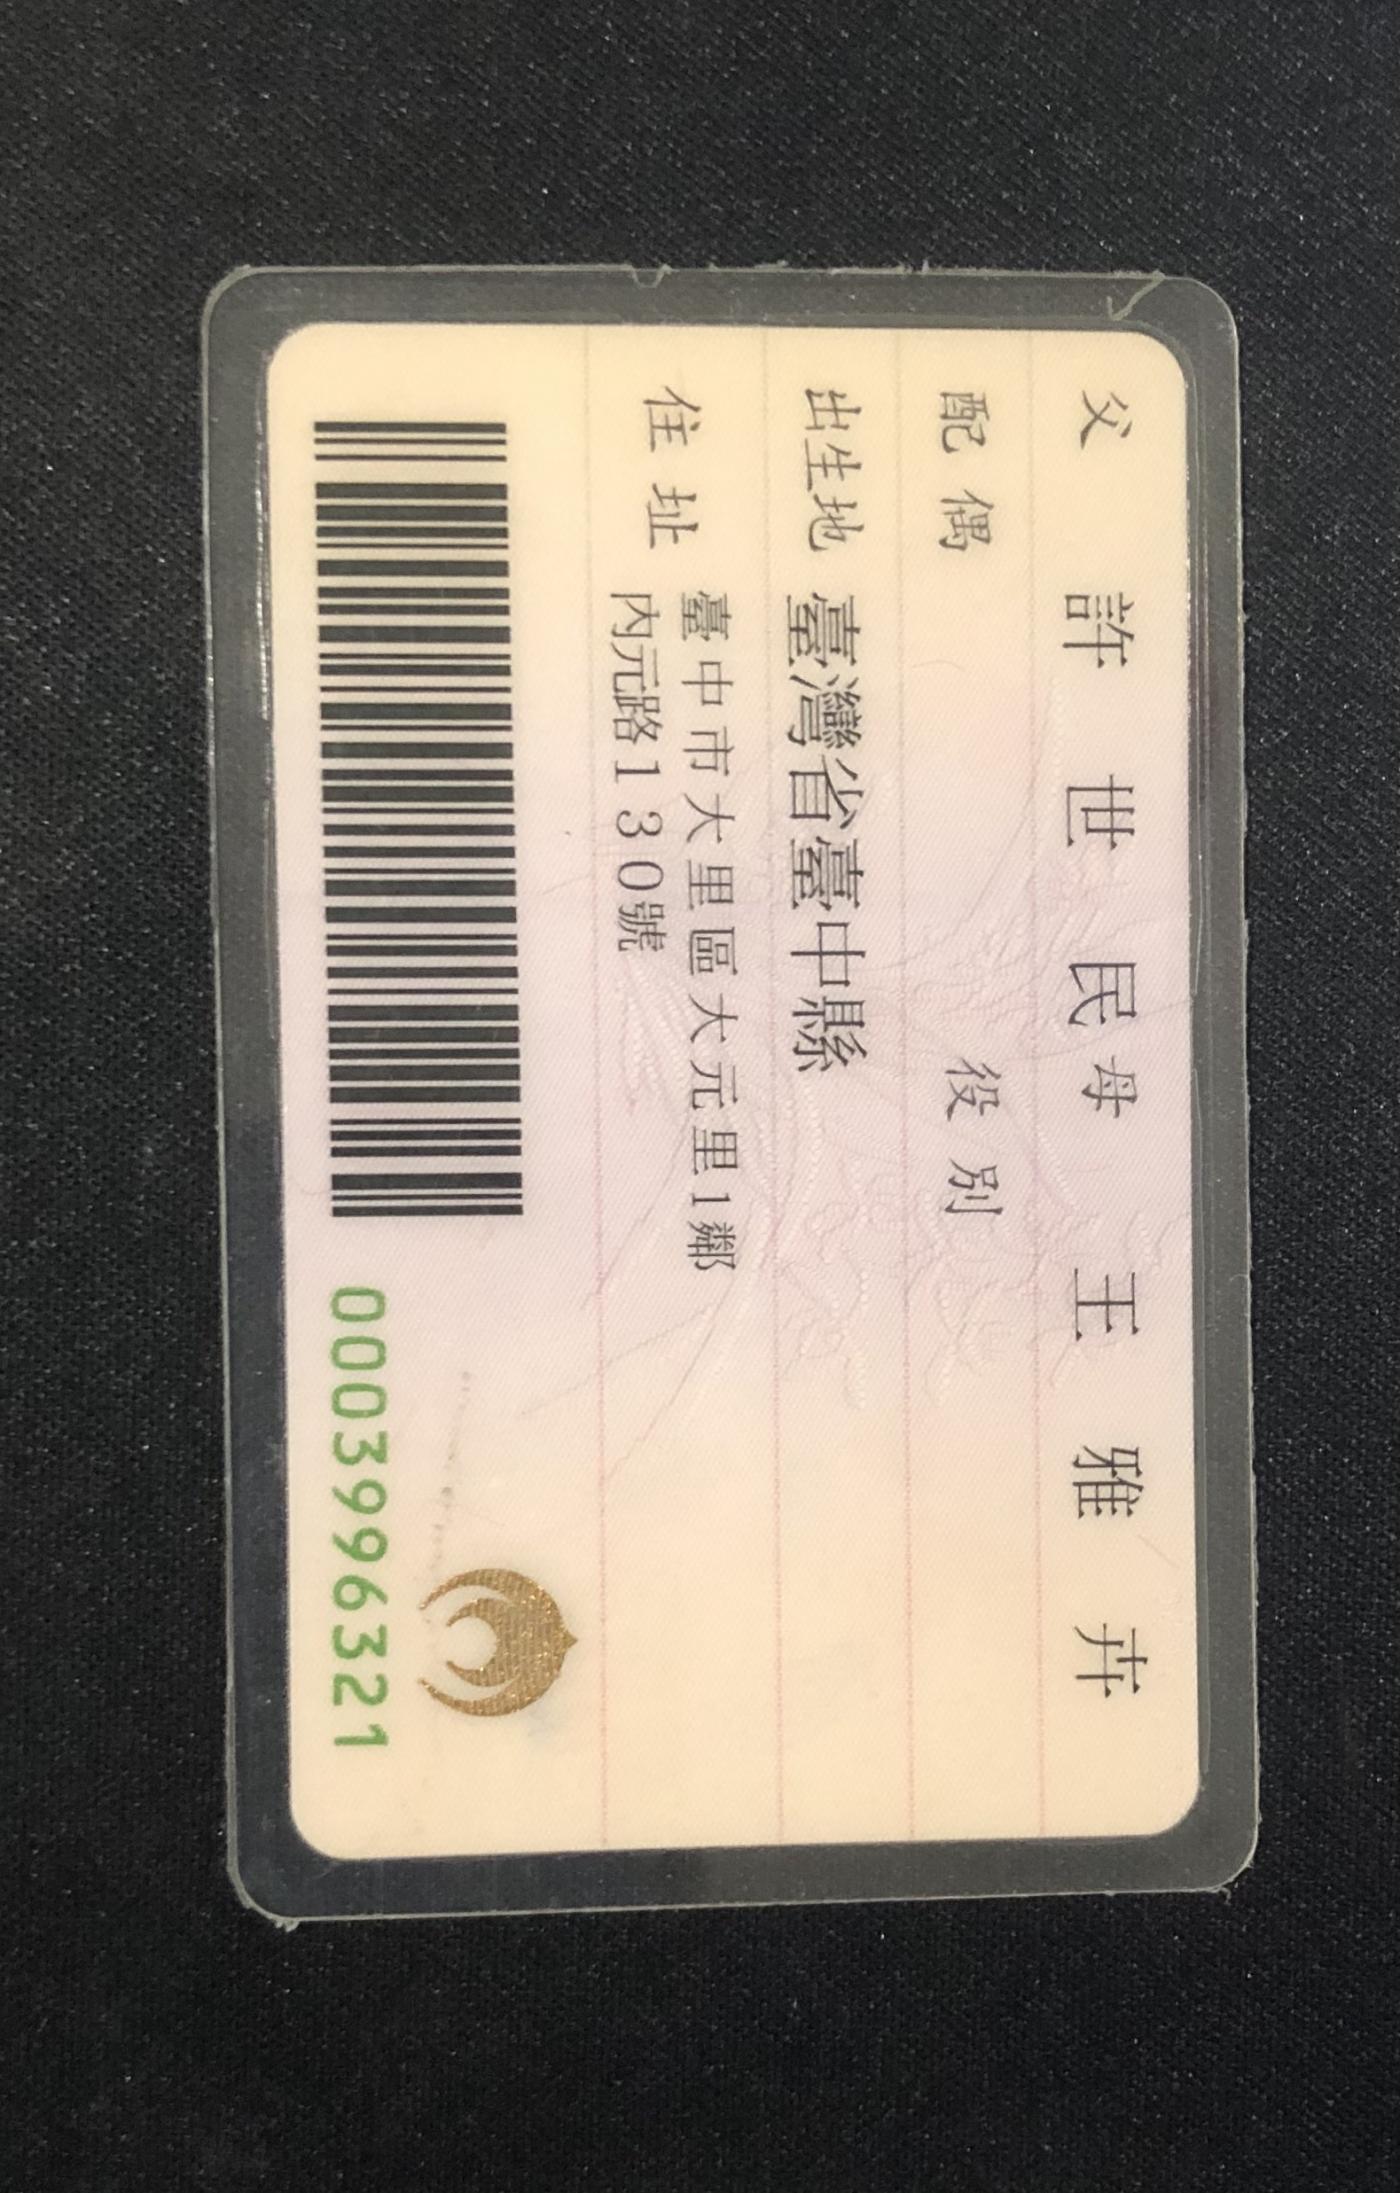 父 許世民 母 王雅卉
配偶 役別
出生地 臺灣省臺中縣
住址 臺中市大里區大元里1鄰
內元路130號
0003996321